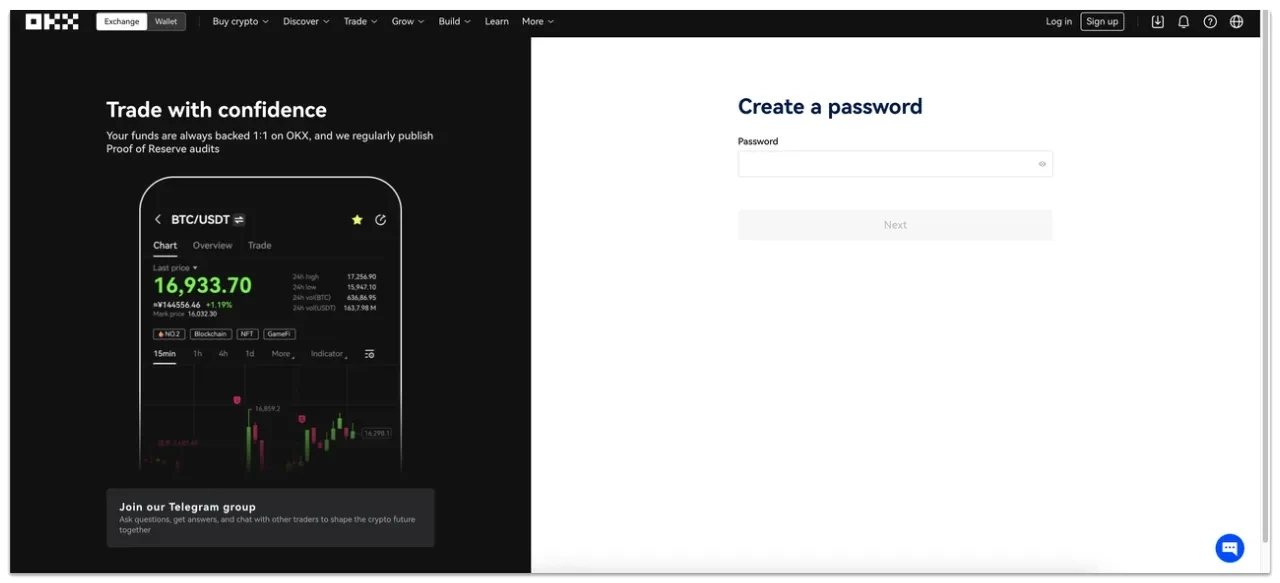 OKX
Exchange Wallet Buy crypto Discover Trade Grow Build Learn More Log in Sign up
Trade with confidence
Your funds are always backed 1:1 on OKX, and we regularly publish
Proof of Reserve audits
BTC/USDT
Chart Overview Trade
Last price
16,933.70
≈¥144556.46 +1.19%
Mark price 16,032.30
24h high 17,256.90
24h low 15,947.10
24h vol(BTC) 636,86.95
24h vol(USDT) 163,7.98 M
NO.2 Blockchain NFT GameFi
15min 1h 4h 1d More Indicator
16,859.2
16,298.1
Join our Telegram group
Ask questions, get answers, and chat with other traders to shape the crypto future
together
Create a password
Password
Next